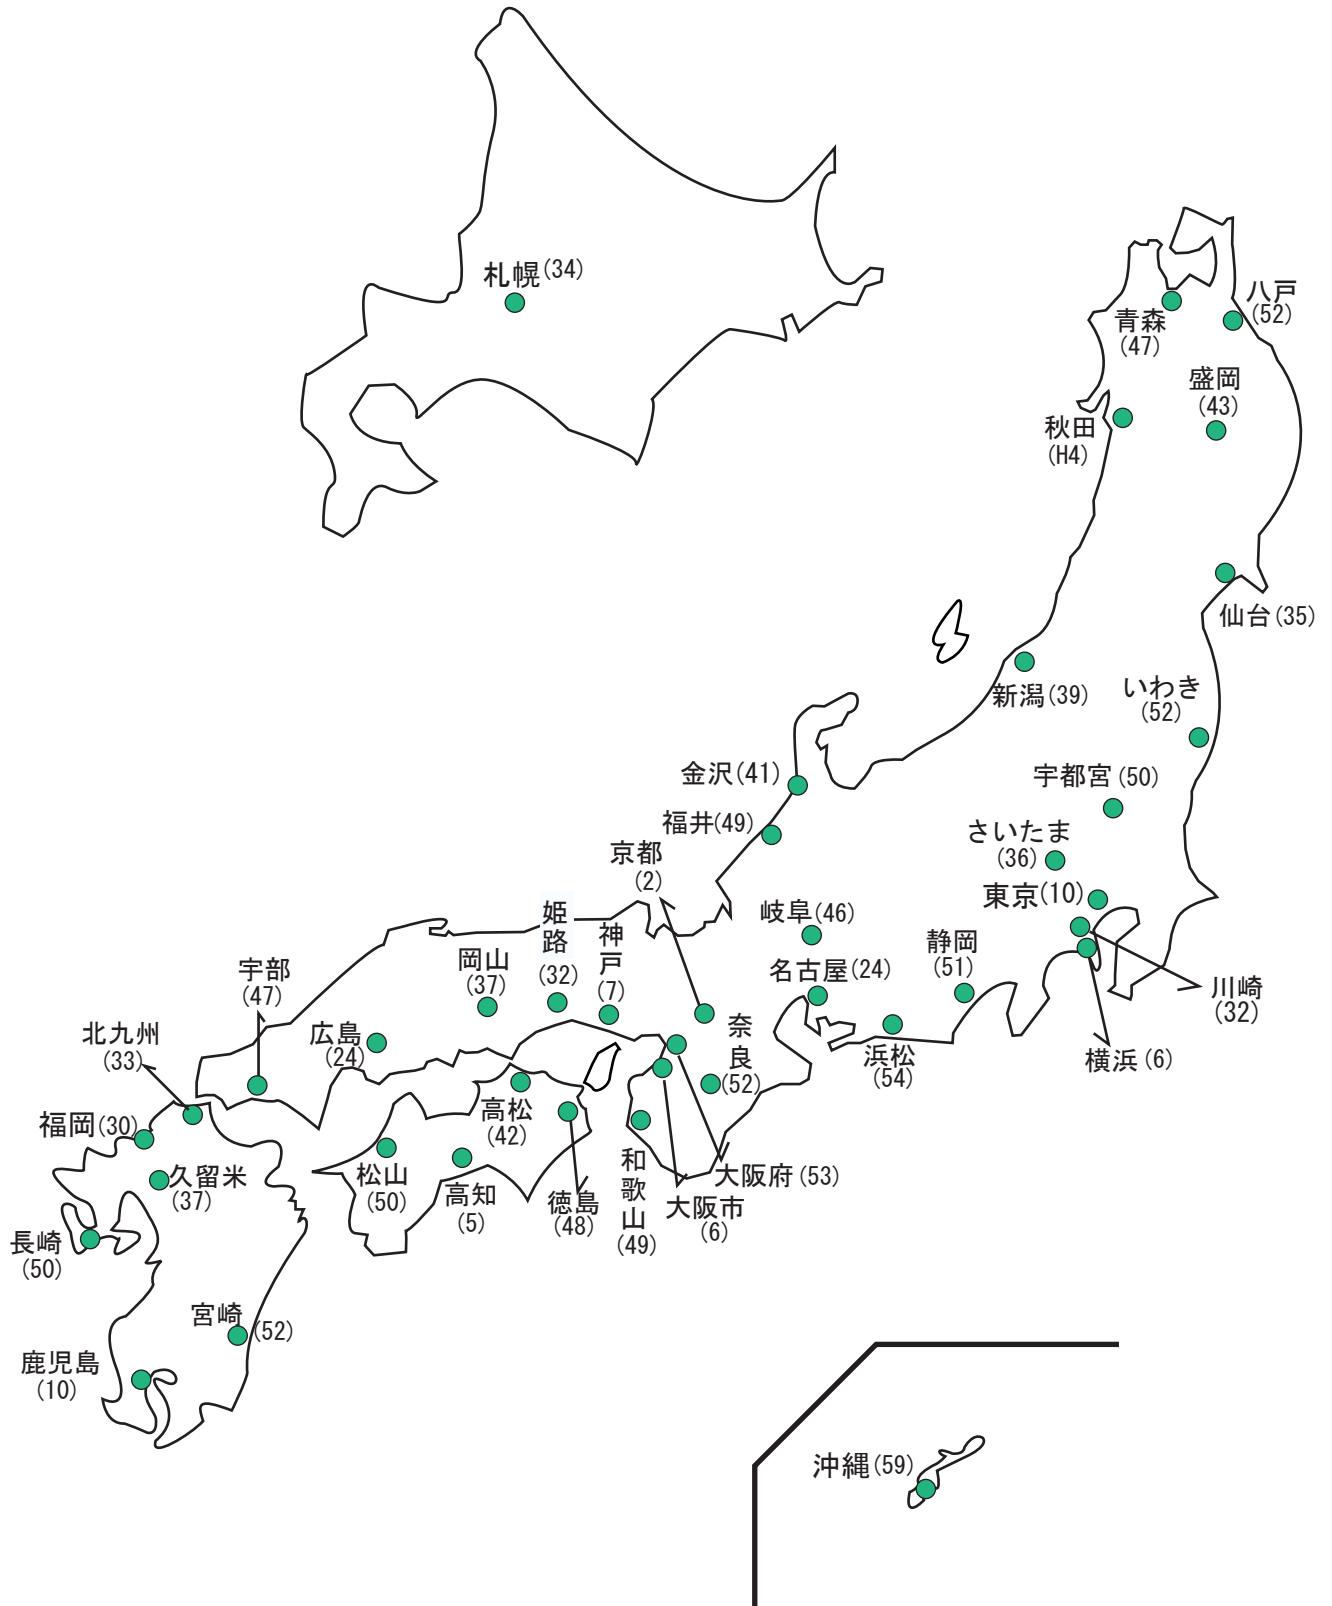 札幌(34)
青森
(47)
八戸
(52)
盛岡
(43)
秋田
(H4)
仙台(35)
新潟(39)
いわき
(52)
宇都宮(50)
さいたま
(36)
東京(10)
川崎
(32)
横浜(6)
金沢(41)
福井(49)
京都
(2)
岐阜(46)
名古屋(24)
静岡
(51)
浜松
(54)
姫路
(32)
神戸
(7)
岡山
(37)
広島
(24)
宇部
(47)
北九州
(33)
福岡(30)
久留米
(37)
長崎
(50)
宮崎(52)
鹿児島
(10)
奈良
(52)
大阪府(53)
大阪市
(6)
和歌山
(49)
高松
(42)
徳島
(48)
松山
(50)
高知
(5)
沖縄(59)